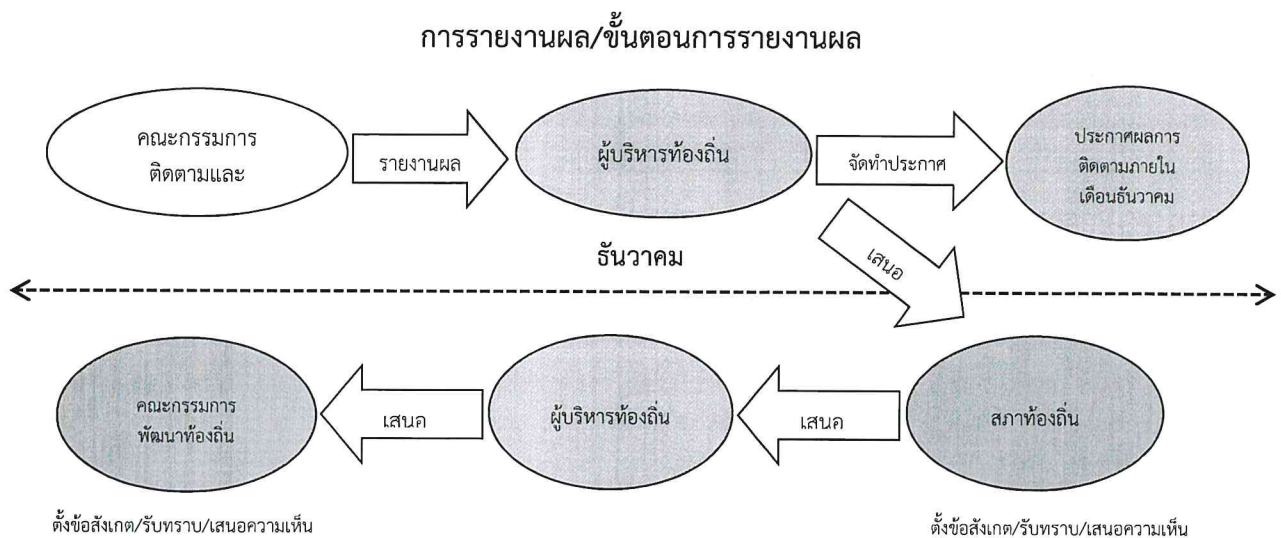 การรายงานผล/ขั้นตอนการรายงานผล
คณะกรรมการ
ติดตามและ
รายงานผล
ผู้บริหารท้องถิ่น
จัดทำประกาศ
ประกาศผลการ
ติดตามภายใน
เดือนธันวาคม
เสนอ
ธันวาคม
คณะกรรมการ
พัฒนาท้องถิ่น
เสนอ
ผู้บริหารท้องถิ่น
เสนอ
สภาท้องถิ่น
ตั้งข้อสังเกต/รับทราบ/เสนอความเห็น
ตั้งข้อสังเกต/รับทราบ/เสนอความเห็น